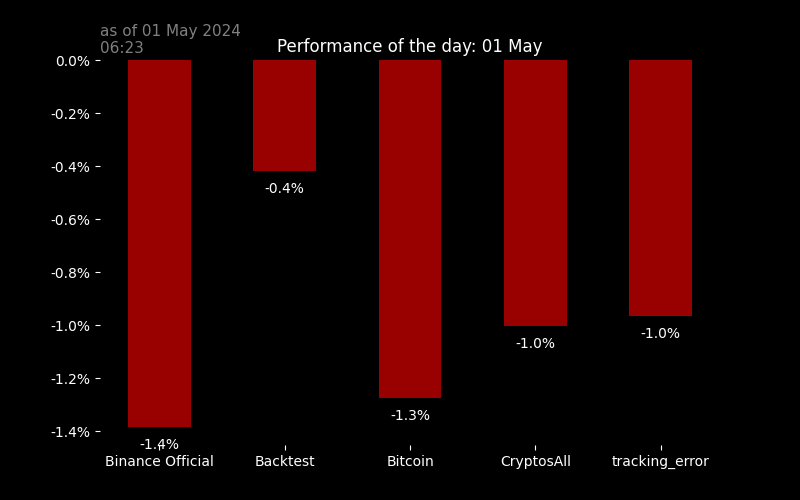 as of 01 May 2024
06:23
Performance of the day: 01 May
0.0%
-0.2%
-0.4%
-0.6%
-0.8%
-1.0%
-1.2%
-1.4%
-1.4%
-0.4%
-1.3%
-1.0%
-1.0%
Binance Official
Backtest
Bitcoin
CryptosAll
tracking_error